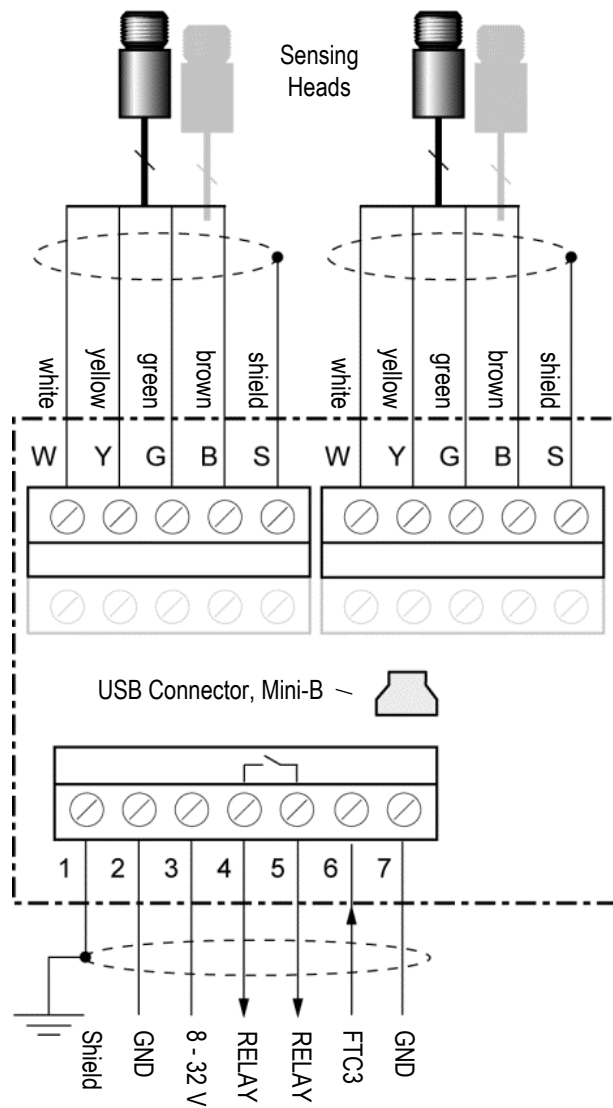 Sensing
Heads
white yellow green brown shield
white yellow green brown shield
W Y G B S
W Y G B S
USB Connector, Mini-B
1 2 3 4 5 6 7
Shield GND 8 - 32 V RELAY RELAY FTC3 GND